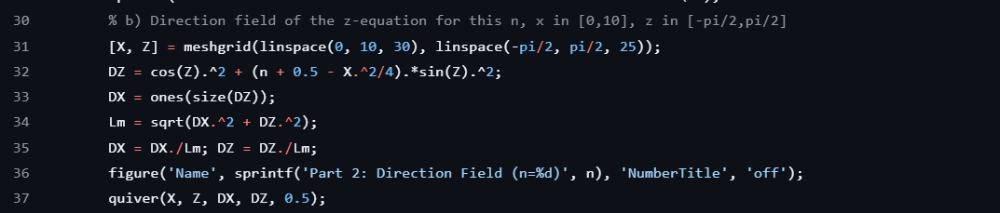 30 % b) Direction field of the z-equation for this n, x in [0,10], z in [-pi/2,pi/2]
31 [X, Z] = meshgrid(linspace(0, 10, 30), linspace(-pi/2, pi/2, 25));
32 DZ = cos(Z).^2 + (n + 0.5 - X.^2/4).*sin(Z).^2;
33 DX = ones(size(DZ));
34 Lm = sqrt(DX.^2 + DZ.^2);
35 DX = DX./Lm; DZ = DZ./Lm;
36 figure('Name', sprintf('Part 2: Direction Field (n=%d)', n), 'NumberTitle', 'off');
37 quiver(X, Z, DX, DZ, 0.5);